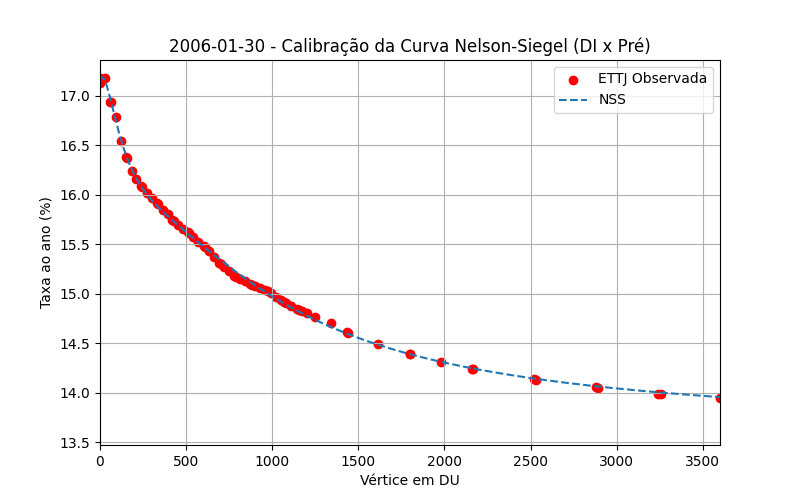 2006-01-30 - Calibração da Curva Nelson-Siegel (DI x Pré)
ETTJ Observada
NSS
Taxa ao ano (%)
17.0
16.5
16.0
15.5
15.0
14.5
14.0
13.5
0 500 1000 1500 2000 2500 3000 3500
Vértice em DU